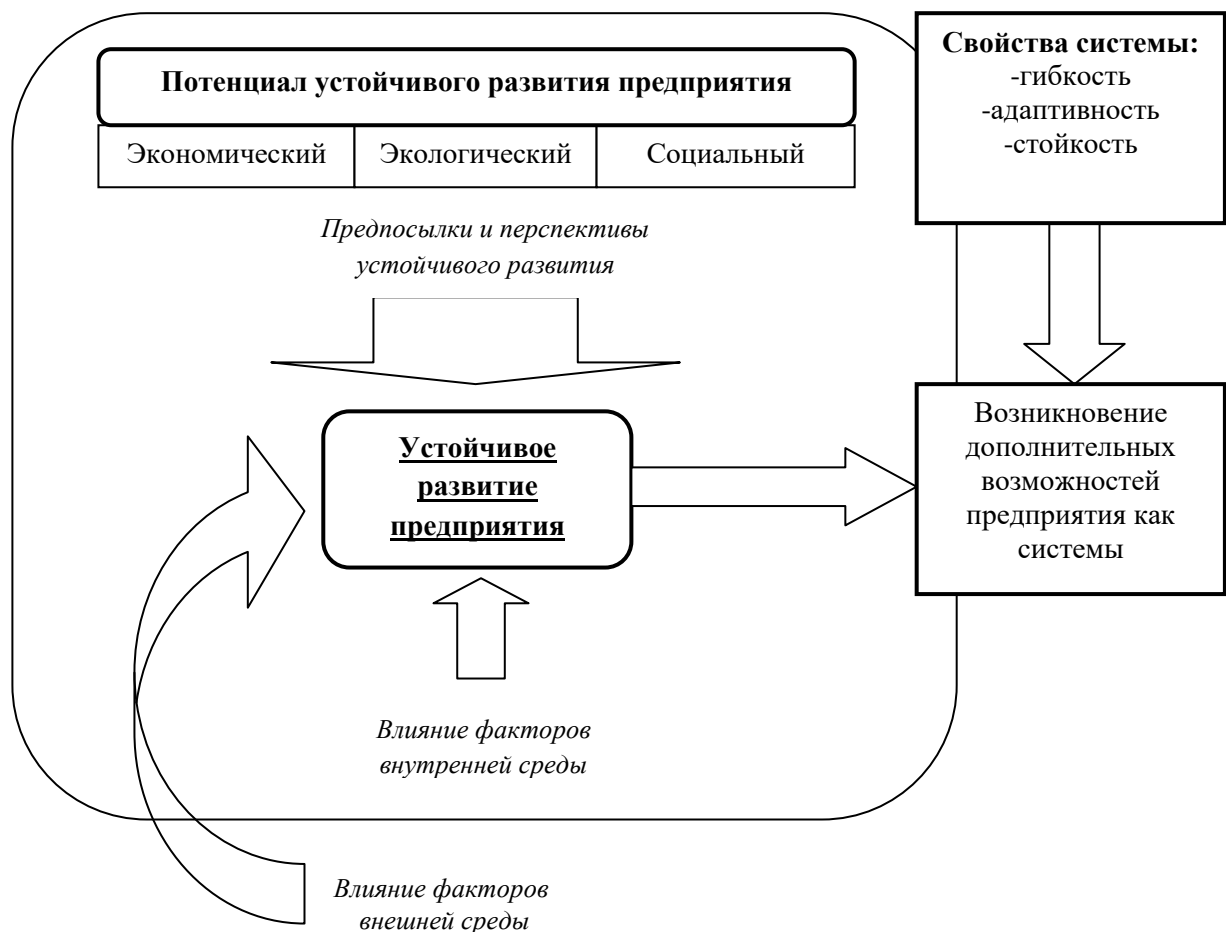 Потенциал устойчивого развития предприятия
Экономический
Экологический
Социальный
Предпосылки и перспективы
устойчивого развития
Свойства системы:
-гибкость
-адаптивность
-стойкость
Устойчивое
развитие
предприятия
Возникновение
дополнительных
возможностей
предприятия как
системы
Влияние факторов
внутренней среды
Влияние факторов
внешней среды